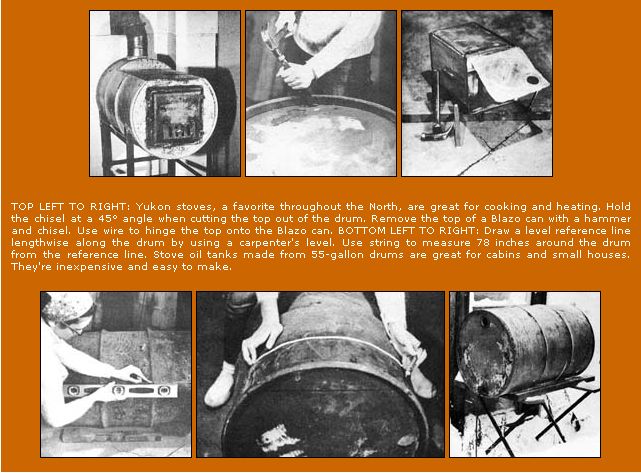 TOP LEFT TO RIGHT: Yukon stoves, a favorite throughout the North, are great for cooking and heating. Hold
the chisel at a 45° angle when cutting the top out of the drum. Remove the top of a Blazo can with a hammer
and chisel. Use wire to hinge the top onto the Blazo can. BOTTOM LEFT TO RIGHT: Draw a level reference line
lengthwise along the drum by using a carpenter's level. Use string to measure 78 inches around the drum
from the reference line. Stove oil tanks made from 55-gallon drums are great for cabins and small houses.
They're inexpensive and easy to make.